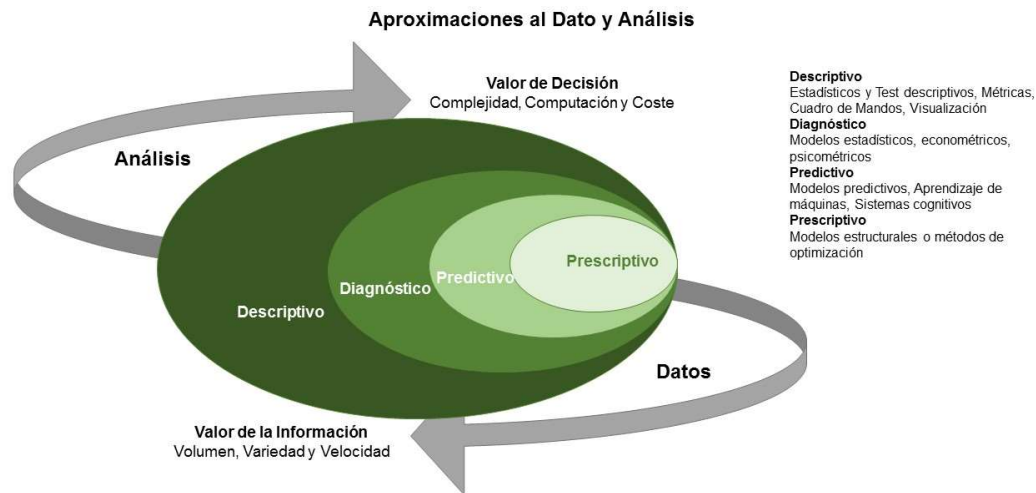 Aproximaciones al Dato y Análisis
Valor de Decisión
Complejidad, Computación y Coste
Análisis
Descriptivo
Diagnóstico
Predictivo
Prescriptivo
Datos
Valor de la Información
Volumen, Variedad y Velocidad
Descriptivo
Estadísticos y Test descriptivos, Métricas,
Cuadro de Mandos, Visualización
Diagnóstico
Modelos estadísticos, econométricos,
psicométricos
Predictivo
Modelos predictivos, Aprendizaje de
máquinas, Sistemas cognitivos
Prescriptivo
Modelos estructurales o métodos de
optimización